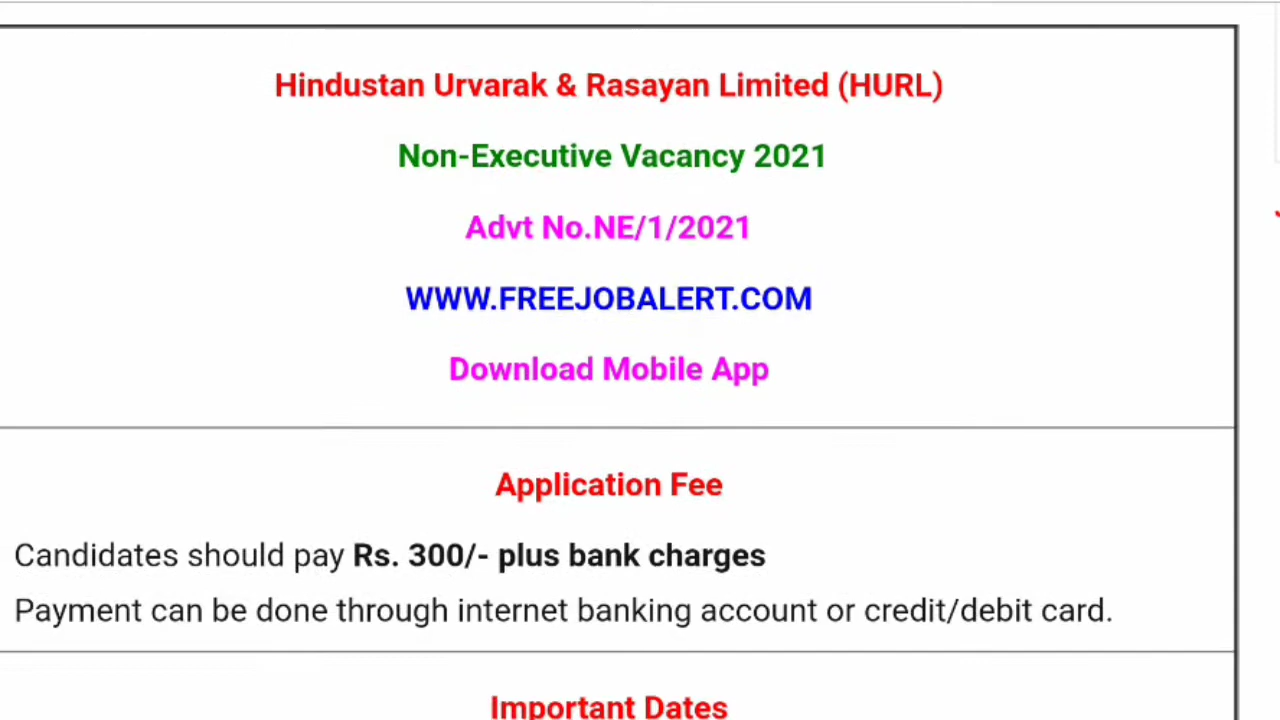 Hindustan Urvarak & Rasayan Limited (HURL)
Non-Executive Vacancy 2021
Advt No.NE/1/2021
WWW.FREEJOBALERT.COM
Download Mobile App
Application Fee
Candidates should pay Rs. 300/- plus bank charges
Payment can be done through internet banking account or credit/debit card.
Important Dates